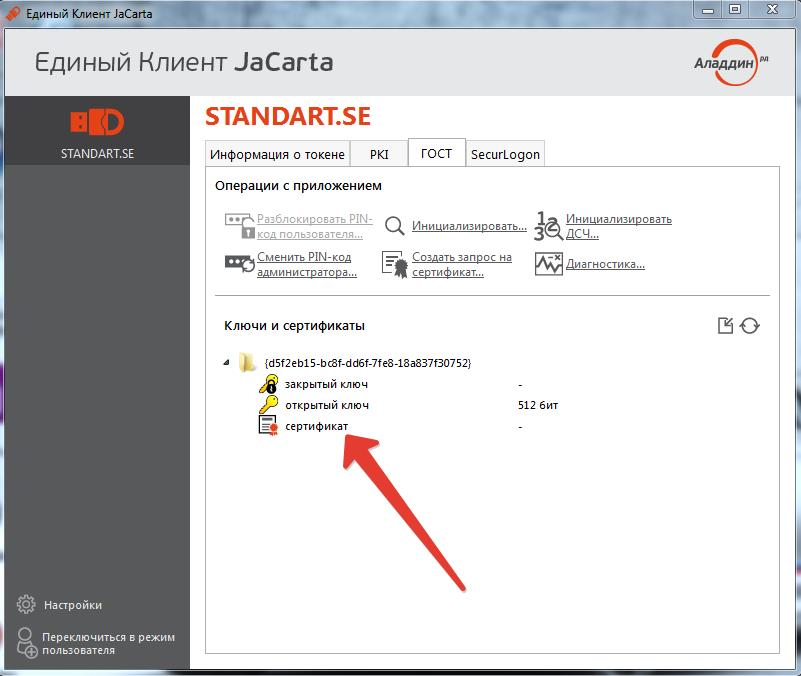 Единый Клиент JaCarta
Единый Клиент JaCarta
Аладдин РД
STANDART.SE
STANDART.SE
Информация о токене
PKI
ГОСТ
SecurLogon
Операции с приложением
Разблокировать PIN-
код пользователя...
Инициализировать...
123
Инициализировать
ДСЧ...
Сменить PIN-код
администратора...
Создать запрос на
сертификат...
Диагностика...
Ключи и сертификаты
{d5f2eb15-bc8f-dd6f-7fe8-18a837f30752}
закрытый ключ -
открытый ключ 512 бит
сертификат -
Настройки
Переключиться в режим
пользователя